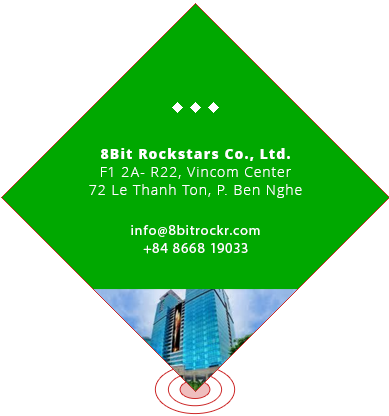 8Bit Rockstars Co., Ltd.
F1 2A- R22, Vincom Center
72 Le Thanh Ton, P. Ben Nghe
info@8bitrockr.com
+84 8668 19033